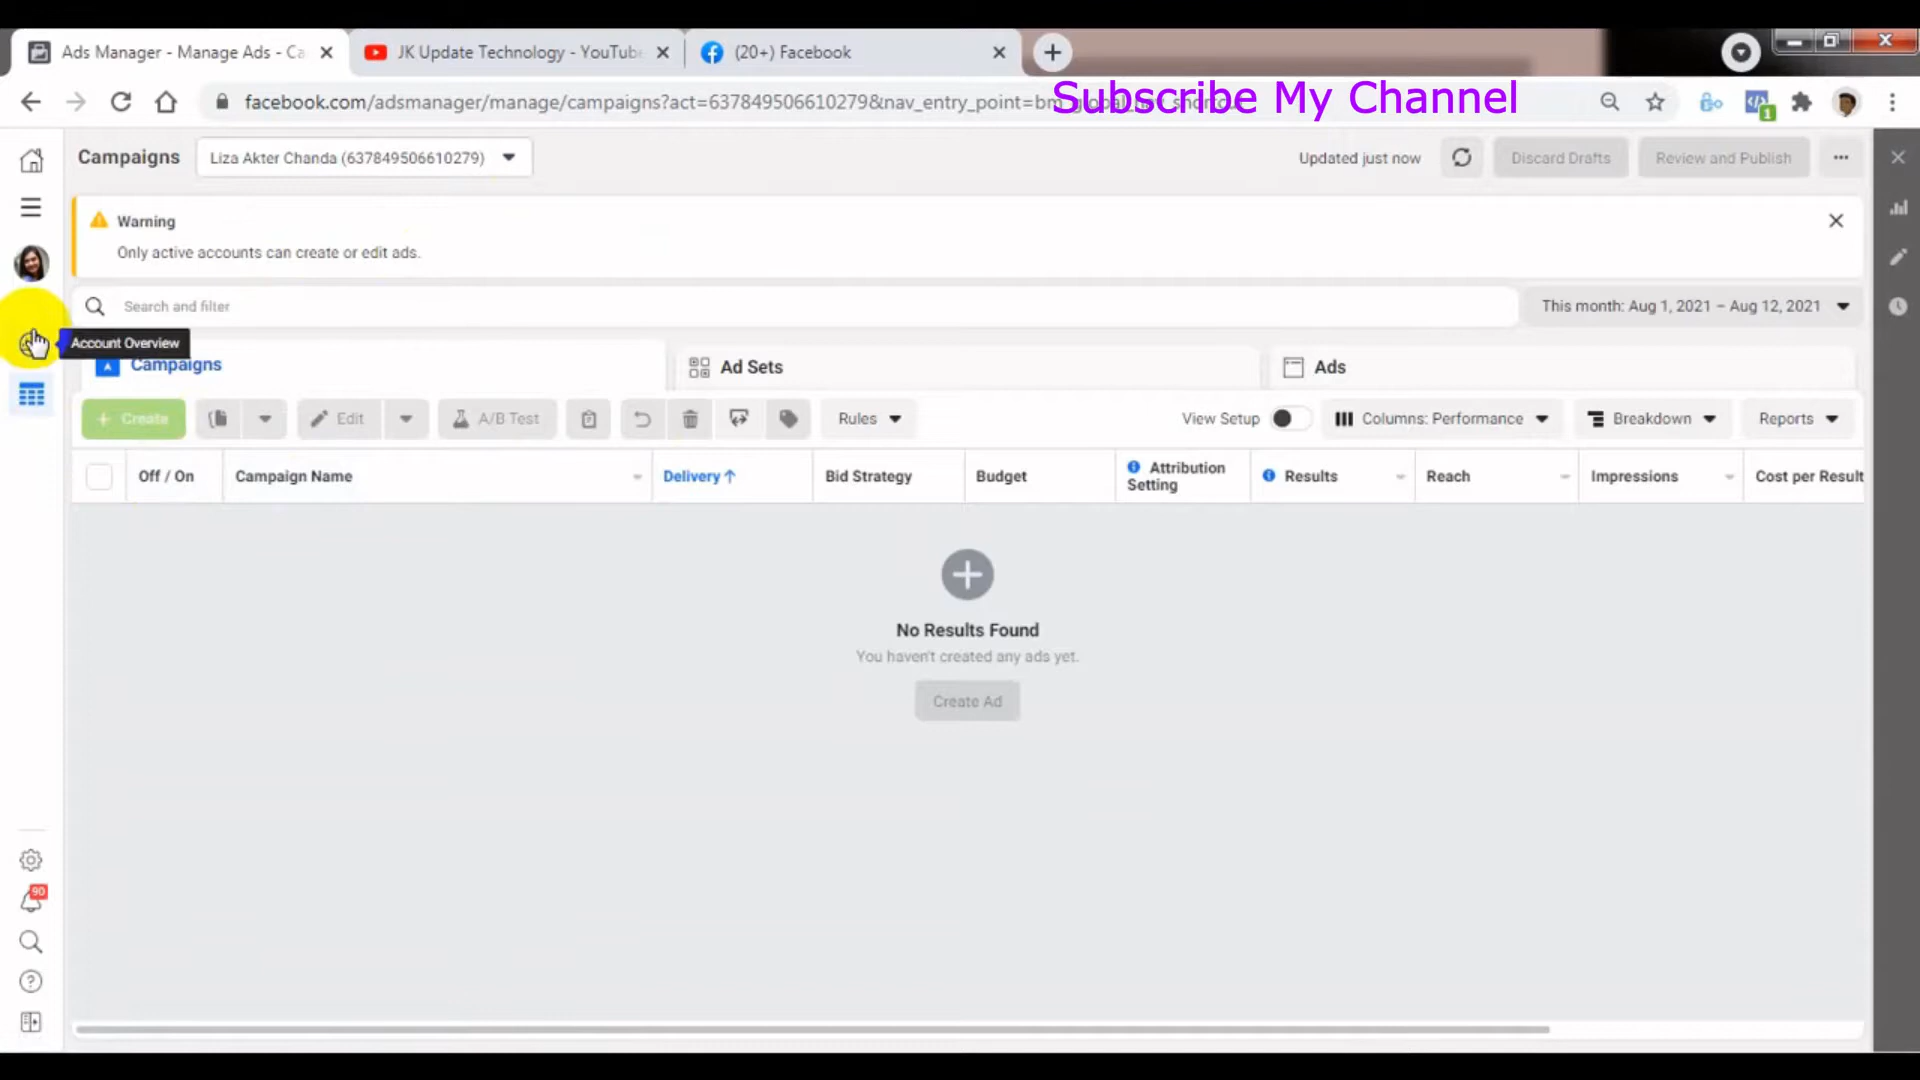 Ads Manager - Manage Ads - Ca
JK Update Technology - YouTube
(20+) Facebook
facebook.com/adsmanager/manage/campaigns?act=637849506610279&nav_entry_point=bm_global_nav_shortcu
Subscribe My Channel
Campaigns
Liza Akter Chanda (637849506610279)
Updated just now
Discard Drafts
Review and Publish
Warning
Only active accounts can create or edit ads.
Search and filter
This month: Aug 1, 2021 – Aug 12, 2021
Account Overview
Campaigns
Ad Sets
Ads
+ Create
Edit
A/B Test
Rules
View Setup
Columns: Performance
Breakdown
Reports
Off / On
Campaign Name
Delivery ↑
Bid Strategy
Budget
Attribution Setting
Results
Reach
Impressions
Cost per Result
No Results Found
You haven't created any ads yet.
Create Ad
90
1